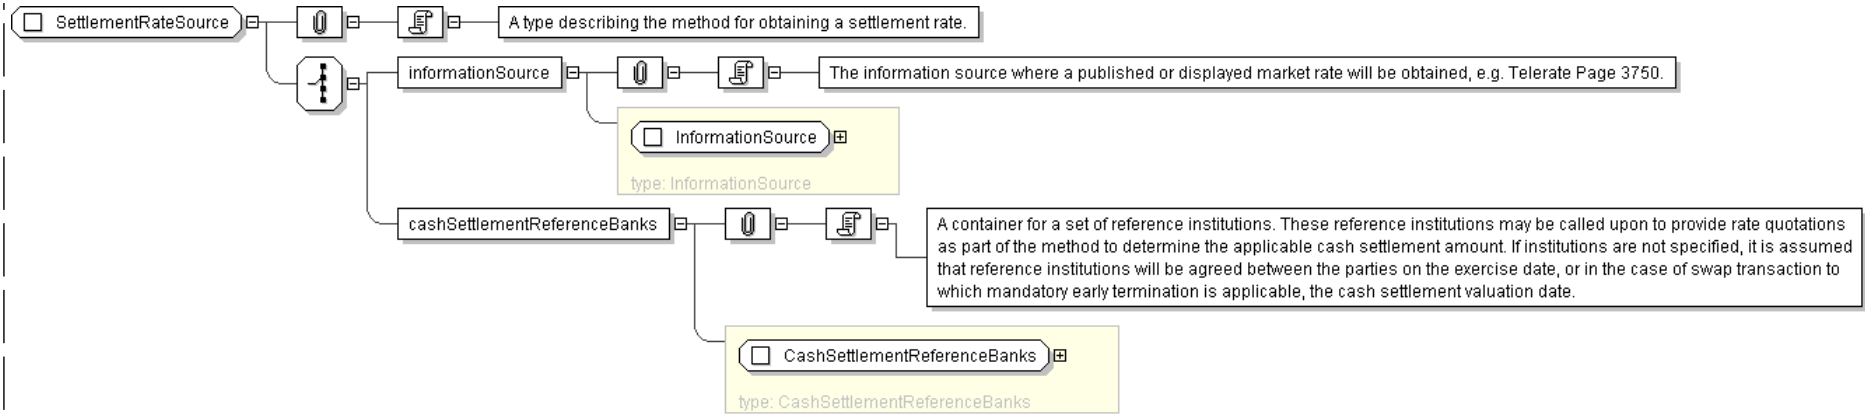 SettlementRateSource
A type describing the method for obtaining a settlement rate.
informationSource
The information source where a published or displayed market rate will be obtained, e.g. Telerate Page 3750.
InformationSource
type: InformationSource
cashSettlementReferenceBanks
A container for a set of reference institutions. These reference institutions may be called upon to provide rate quotations
as part of the method to determine the applicable cash settlement amount. If institutions are not specified, it is assumed
that reference institutions will be agreed between the parties on the exercise date, or in the case of swap transaction to
which mandatory early termination is applicable, the cash settlement valuation date.
CashSettlementReferenceBanks
type: CashSettlementReferenceBanks